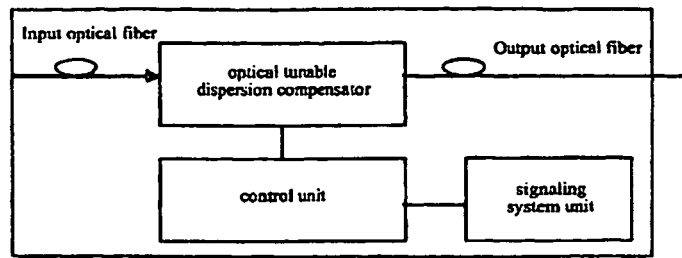 Input optical fiber
Output optical fiber
optical tunable
dispersion compensator
control unit
signaling
system unit